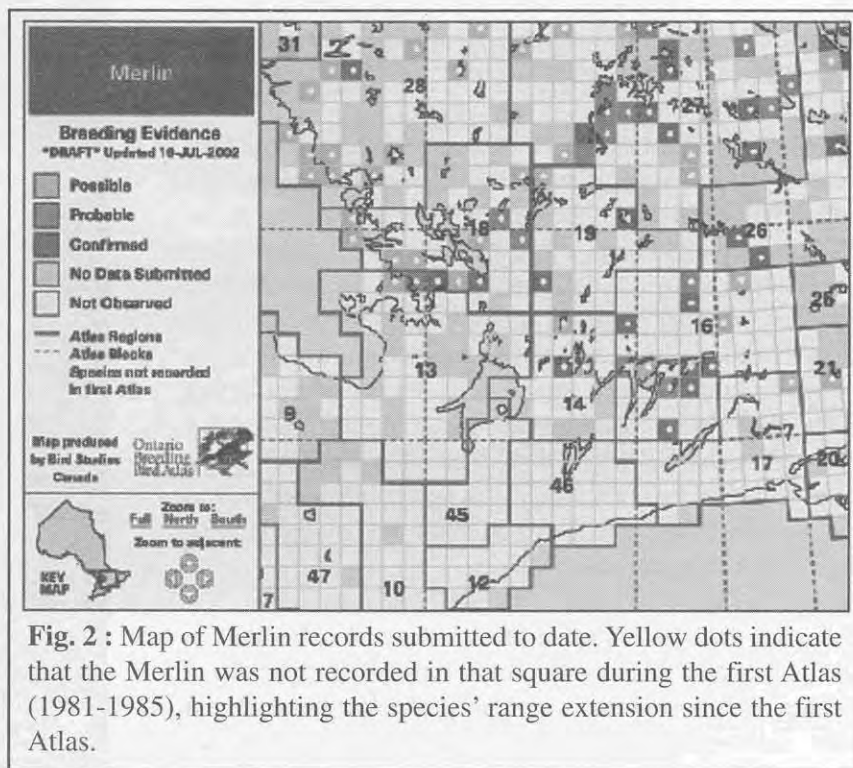 Merlin
Breeding Evidence
*DRAFT* Updated 16-JUL-2002
Possible
Probable
Confirmed
No Data Submitted
Not Observed
Atlas Regions
Atlas Blocks
Species not recorded
in first Atlas
Map produced
by Bird Studies
Canada
Ontario
Breeding
Bird Atlas
Zoom to:
Full North South
Zoom to adjacent:
KEY
MAP
31
28
27
18
19
26
16
26
13
14
21
9
7
17
20
46
45
47
10
12
7
Fig. 2 : Map of Merlin records submitted to date. Yellow dots indicate
that the Merlin was not recorded in that square during the first Atlas
(1981-1985), highlighting the species' range extension since the first
Atlas.